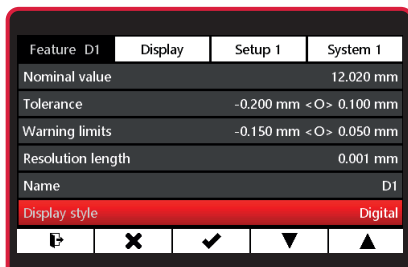 Feature D1 Display Setup 1 System 1
Nominal value 12.020 mm
Tolerance -0.200 mm <O> 0.100 mm
Warning limits -0.150 mm <O> 0.050 mm
Resolution length 0.001 mm
Name D1
Display style Digital